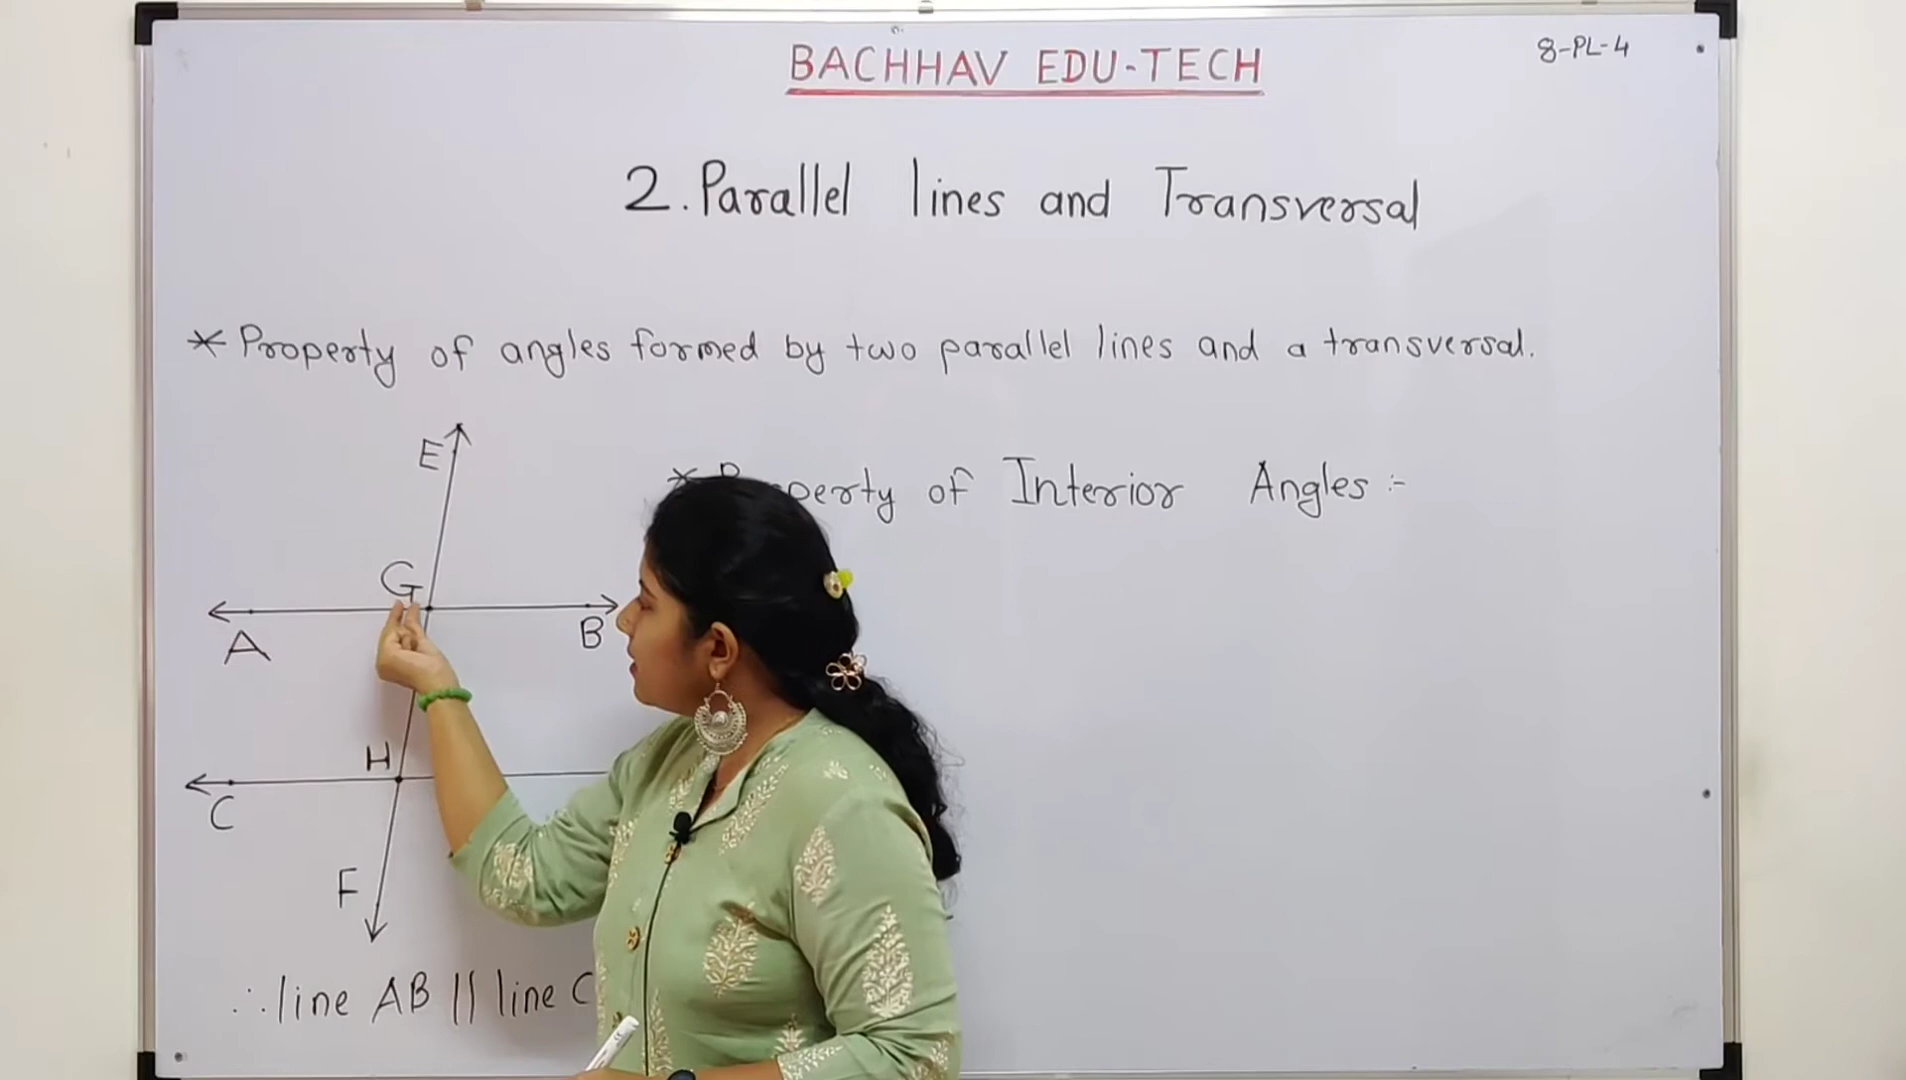 BACHHAV EDU-TECH
8-PL-4
2. Parallel lines and Transversal
* Property of angles formed by two parallel lines and a transversal.
E
* Property of Interior Angles :-
G
A
B
H
C
F
∴ line AB || line C